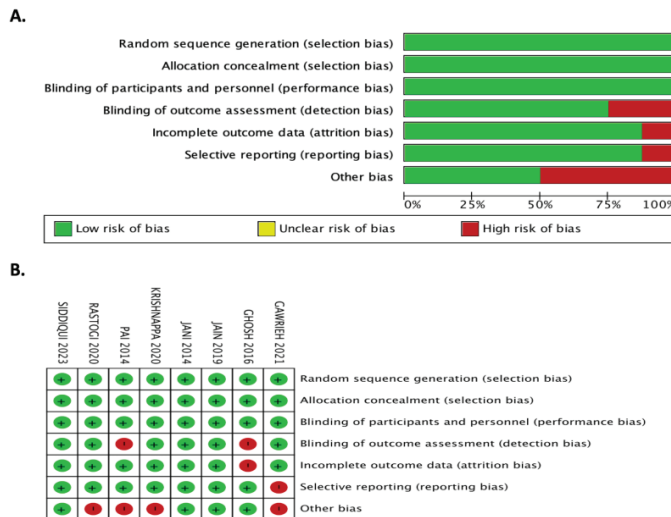 A.
Random sequence generation (selection bias)
Allocation concealment (selection bias)
Blinding of participants and personnel (performance bias)
Blinding of outcome assessment (detection bias)
Incomplete outcome data (attrition bias)
Selective reporting (reporting bias)
Other bias
0% 25% 50% 75% 100%
Low risk of bias Unclear risk of bias High risk of bias
B.
SIDDIQUI 2023
RASTOGI 2020
PAI 2014
KRISHNAPPA 2020
JANI 2014
JAIN 2019
GHOSH 2016
GAWRIEH 2021
+ + + + + + + + Random sequence generation (selection bias)
+ + + + + + + + Allocation concealment (selection bias)
+ + + + + + + + Blinding of participants and personnel (performance bias)
+ + - + + + - + Blinding of outcome assessment (detection bias)
+ + + + + + - + Incomplete outcome data (attrition bias)
+ + + + + + + - Selective reporting (reporting bias)
+ - - - + + + - Other bias